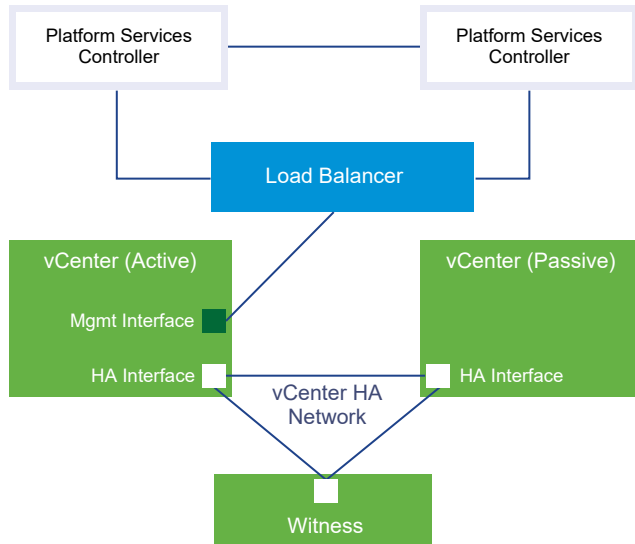 Platform Services
Controller
Platform Services
Controller
Load Balancer
vCenter (Active)
vCenter (Passive)
Mgmt Interface
HA Interface
HA Interface
vCenter HA
Network
Witness